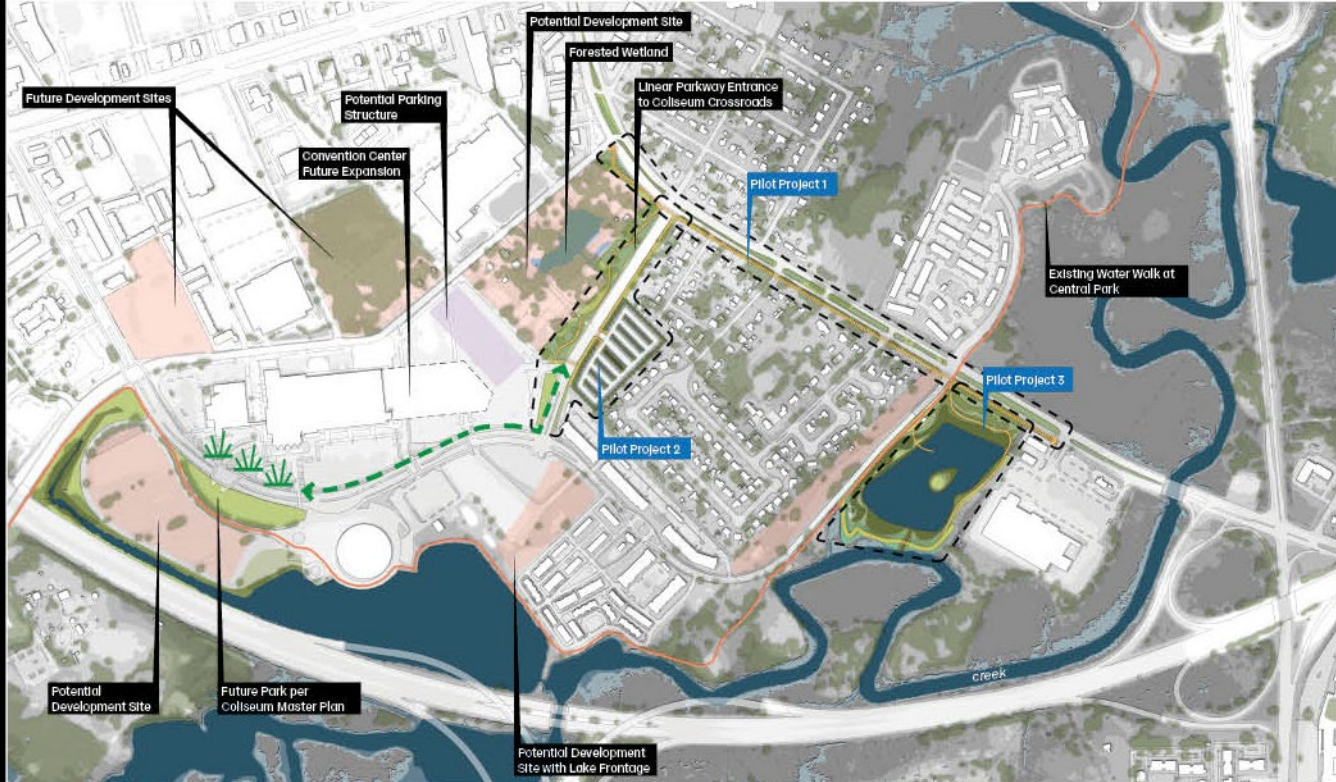 Potential Development Site
Forested Wetland
Linear Parkway Entrance
to Coliseum Crossroads
Future Development Sites
Potential Parking
Structure
Convention Center
Future Expansion
Pilot Project 1
Existing Water Walk at
Central Park
Pilot Project 3
Pilot Project 2
creek
Potential
Development Site
Future Park per
Coliseum Master Plan
Potential Development
Site with Lake Frontage